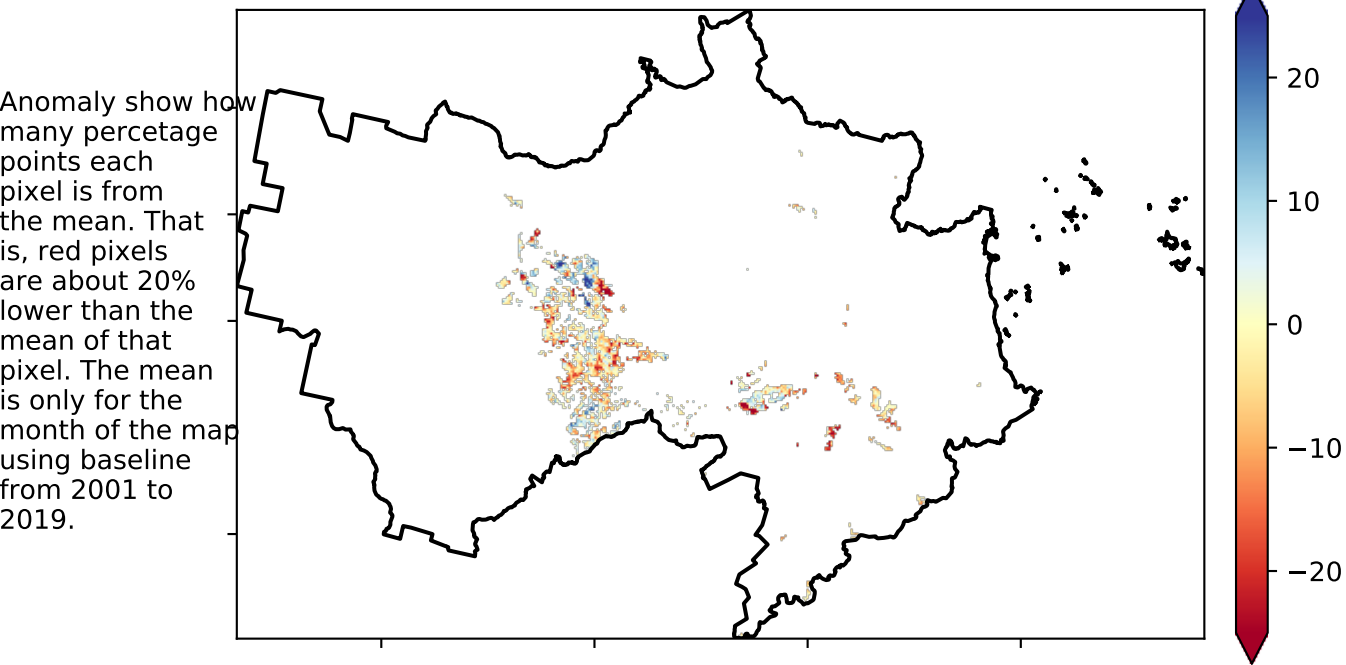 Anomaly show how
many percetage
points each
pixel is from
the mean. That
is, red pixels
are about 20%
lower than the
mean of that
pixel. The mean
is only for the
month of the map
using baseline
from 2001 to
2019.
20
10
0
−10
−20